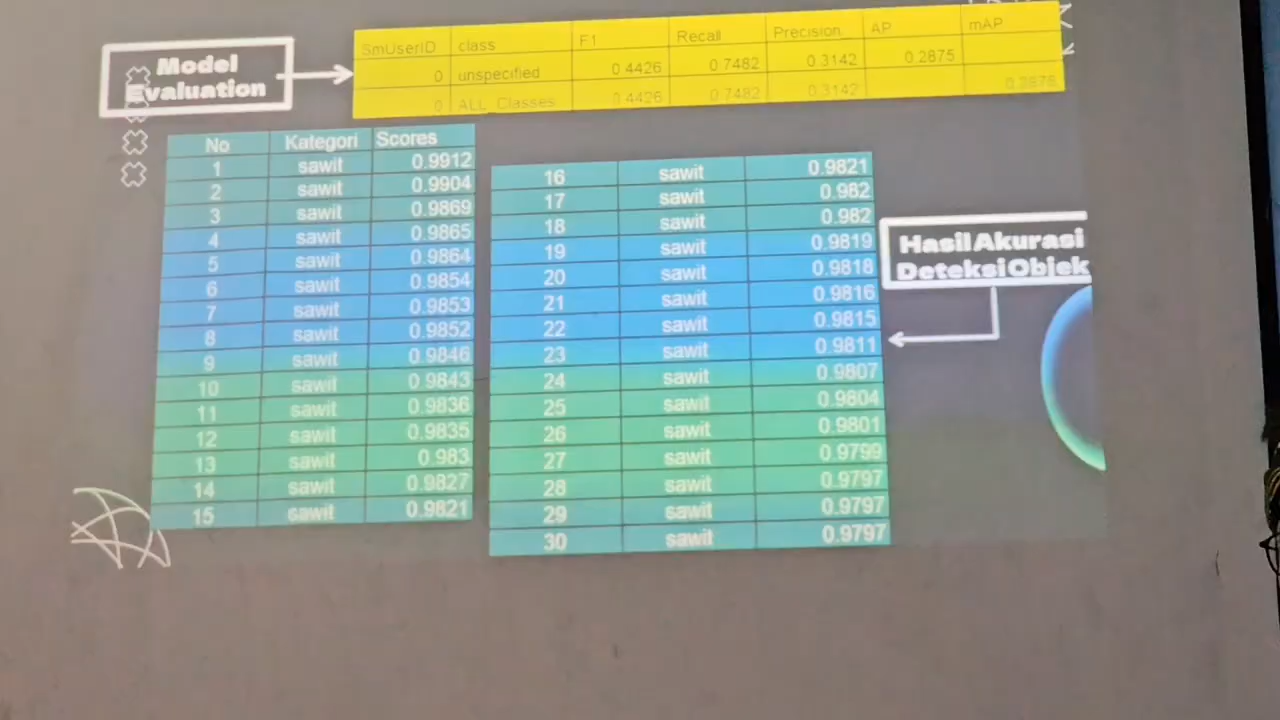 Model
Evaluation
SmUserID class F1 Recall Precision AP mAP
0 unspecified 0.4426 0.7482 0.3142 0.2875
0 ALL_Classes 0.4426 0.7482 0.3142
No Kategori Scores
1 sawit 0.9912
2 sawit 0.9904
3 sawit 0.9869
4 sawit 0.9865
5 sawit 0.9864
6 sawit 0.9854
7 sawit 0.9853
8 sawit 0.9852
9 sawit 0.9846
10 sawit 0.9843
11 sawit 0.9836
12 sawit 0.9835
13 sawit 0.983
14 sawit 0.9827
15 sawit 0.9821
16 sawit 0.9821
17 sawit 0.982
18 sawit 0.982
19 sawit 0.9819
20 sawit 0.9818
21 sawit 0.9816
22 sawit 0.9815
23 sawit 0.9811
24 sawit 0.9807
25 sawit 0.9804
26 sawit 0.9801
27 sawit 0.9799
28 sawit 0.9797
29 sawit 0.9797
30 sawit 0.9797
Hasil Akurasi
Deteksi Objek